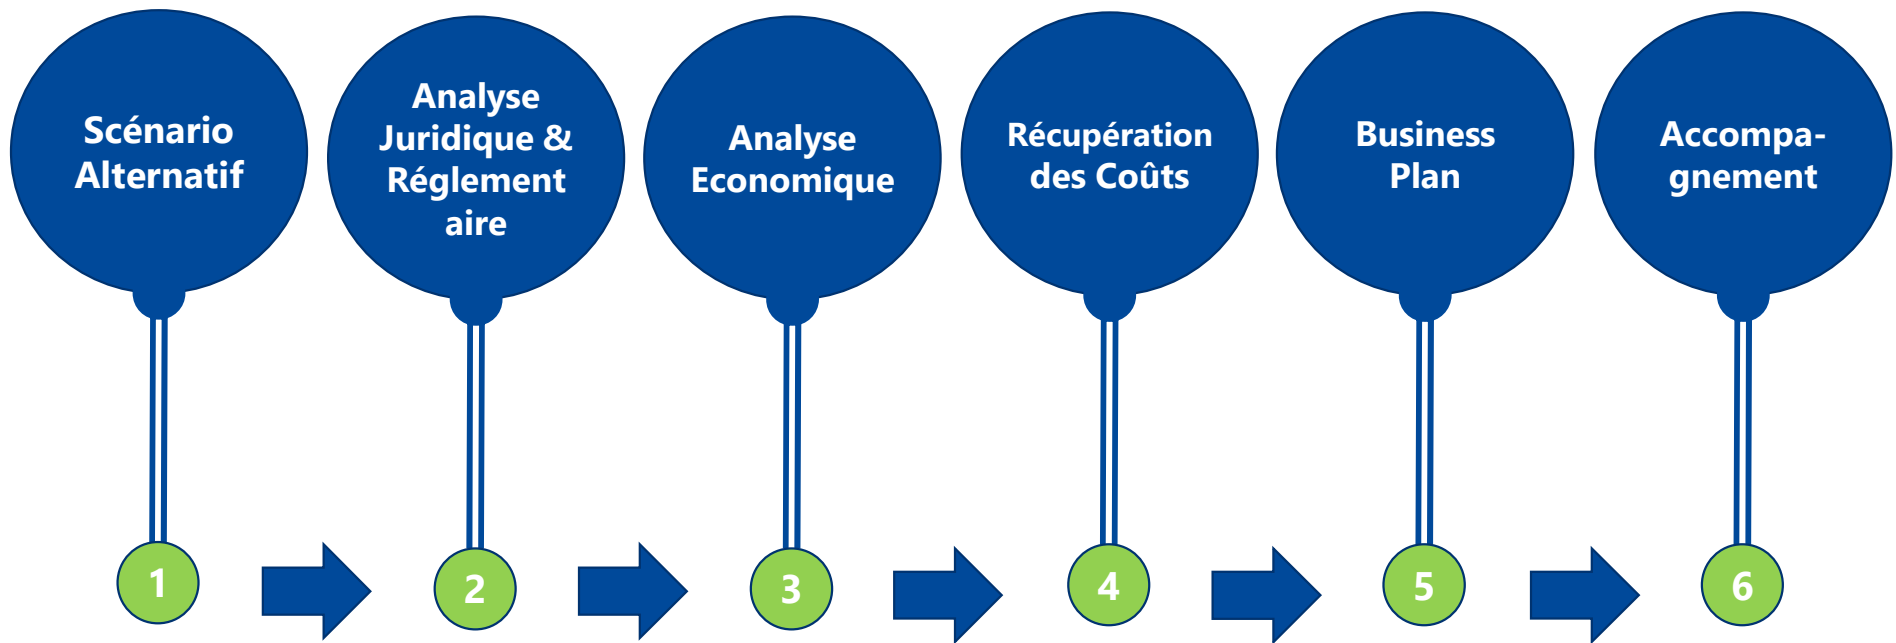 Scénario
Alternatif
Analyse
Juridique &
Réglement
aire
Analyse
Economique
Récupération
des Coûts
Business
Plan
Accompa-
gnement
1
2
3
4
5
6